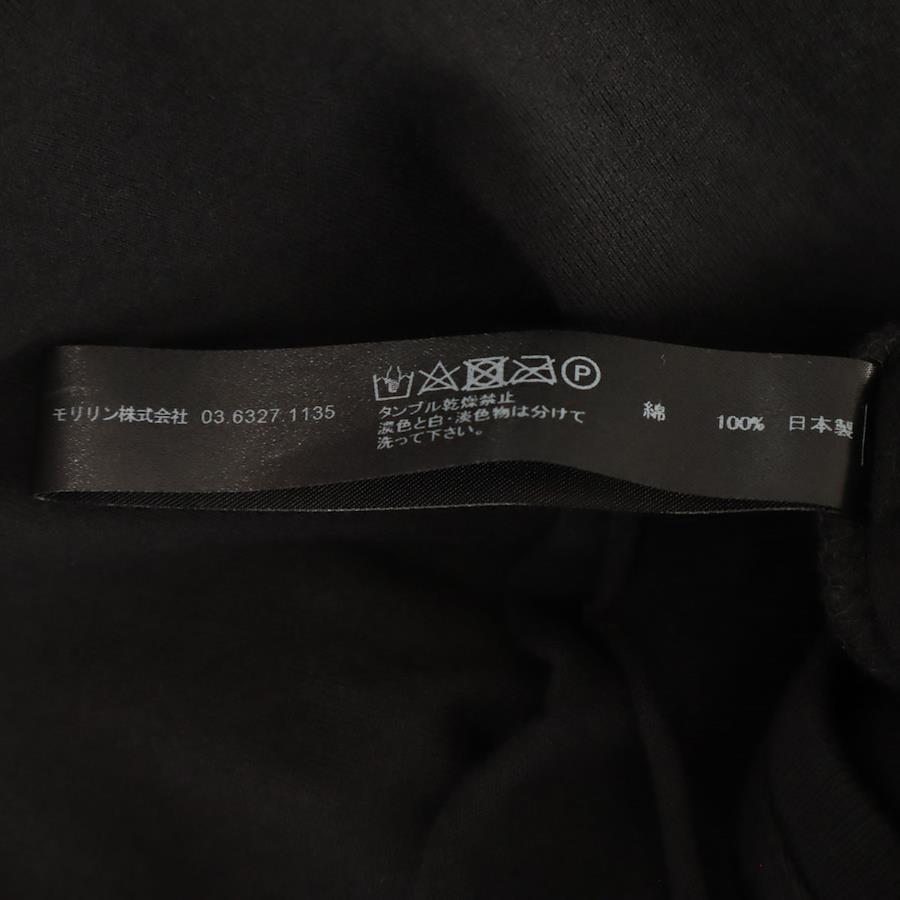 モリリン株式会社 03.6327.1135
P
タンブル乾燥禁止
濃色と白・淡色物は分けて
洗って下さい。
綿 100% 日本製